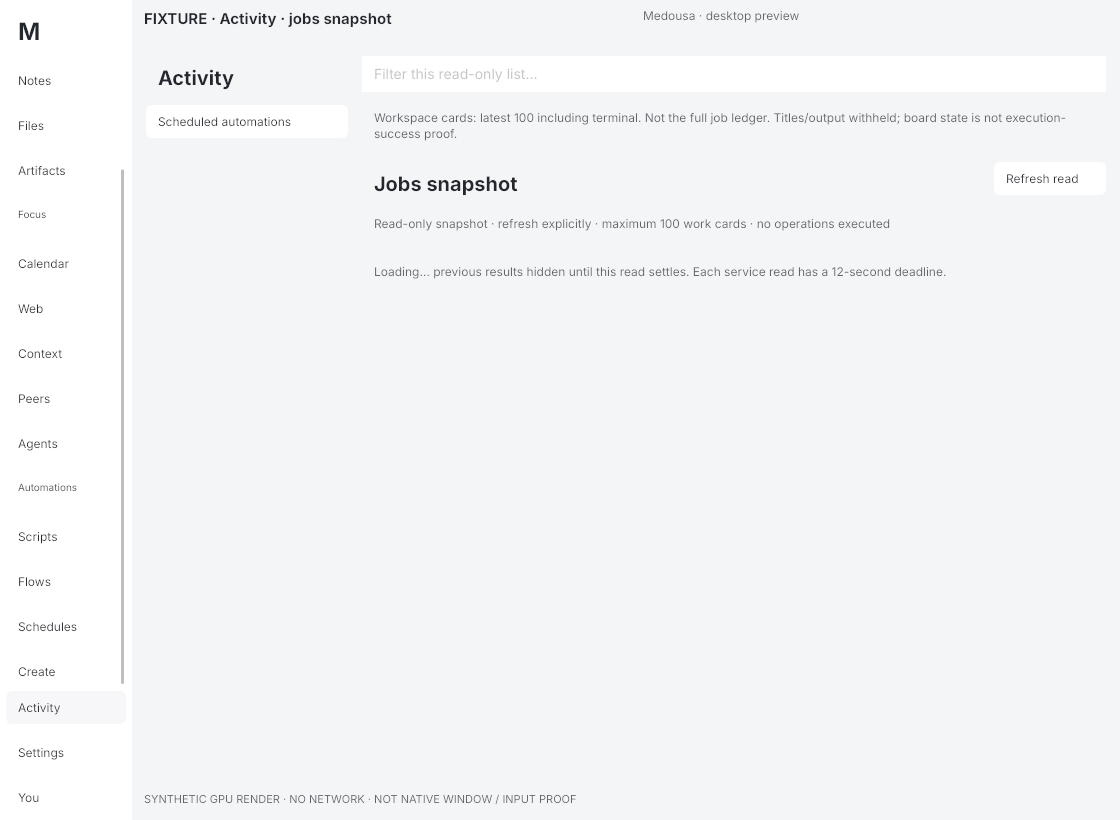 M
Notes
Files
Artifacts
Focus
Calendar
Web
Context
Peers
Agents
Automations
Scripts
Flows
Schedules
Create
Activity
Settings
You
FIXTURE · Activity · jobs snapshot
Medousa · desktop preview
Activity
Scheduled automations
Filter this read-only list...
Workspace cards: latest 100 including terminal. Not the full job ledger. Titles/output withheld; board state is not execution-
success proof.
Jobs snapshot
Refresh read
Read-only snapshot · refresh explicitly · maximum 100 work cards · no operations executed
Loading... previous results hidden until this read settles. Each service read has a 12-second deadline.
SYNTHETIC GPU RENDER · NO NETWORK · NOT NATIVE WINDOW / INPUT PROOF